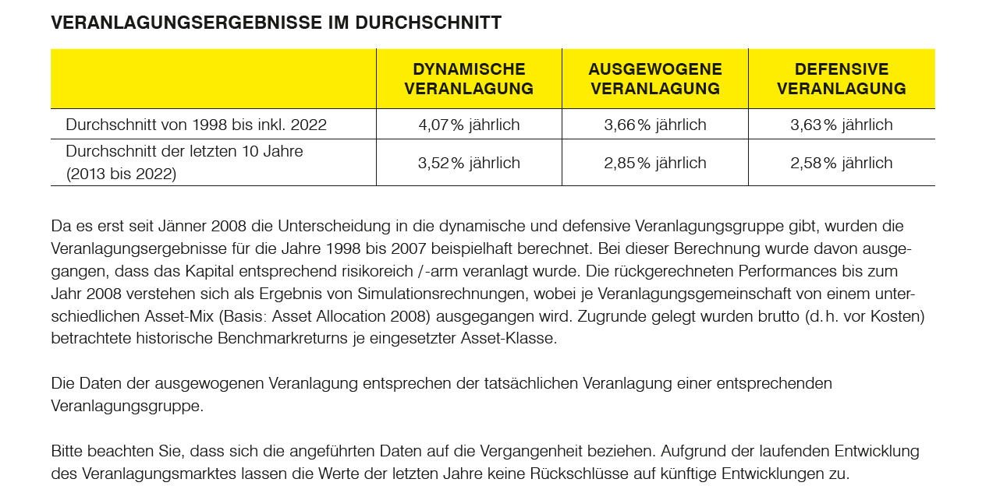 VERANLAGUNGSERGEBNISSE IM DURCHSCHNITT
DYNAMISCHE VERANLAGUNG
AUSGEWOGENE VERANLAGUNG
DEFENSIVE VERANLAGUNG
Durchschnitt von 1998 bis inkl. 2022 4,07% jährlich 3,66% jährlich 3,63% jährlich
Durchschnitt der letzten 10 Jahre
(2013 bis 2022) 3,52% jährlich 2,85% jährlich 2,58% jährlich
Da es erst seit Jänner 2008 die Unterscheidung in die dynamische und defensive Veranlagungsgruppe gibt, wurden die
Veranlagungsergebnisse für die Jahre 1998 bis 2007 beispielhaft berechnet. Bei dieser Berechnung wurde davon ausge-
gangen, dass das Kapital entsprechend risikoreich /-arm veranlagt wurde. Die rückgerechneten Performances bis zum
Jahr 2008 verstehen sich als Ergebnis von Simulationsrechnungen, wobei je Veranlagungsgemeinschaft von einem unter-
schiedlichen Asset-Mix (Basis: Asset Allocation 2008) ausgegangen wird. Zugrunde gelegt wurden brutto (d.h. vor Kosten)
betrachtete historische Benchmarkreturns je eingesetzter Asset-Klasse.
Die Daten der ausgewogenen Veranlagung entsprechen der tatsächlichen Veranlagung einer entsprechenden
Veranlagungsgruppe.
Bitte beachten Sie, dass sich die angeführten Daten auf die Vergangenheit beziehen. Aufgrund der laufenden Entwicklung
des Veranlagungsmarktes lassen die Werte der letzten Jahre keine Rückschlüsse auf künftige Entwicklungen zu.